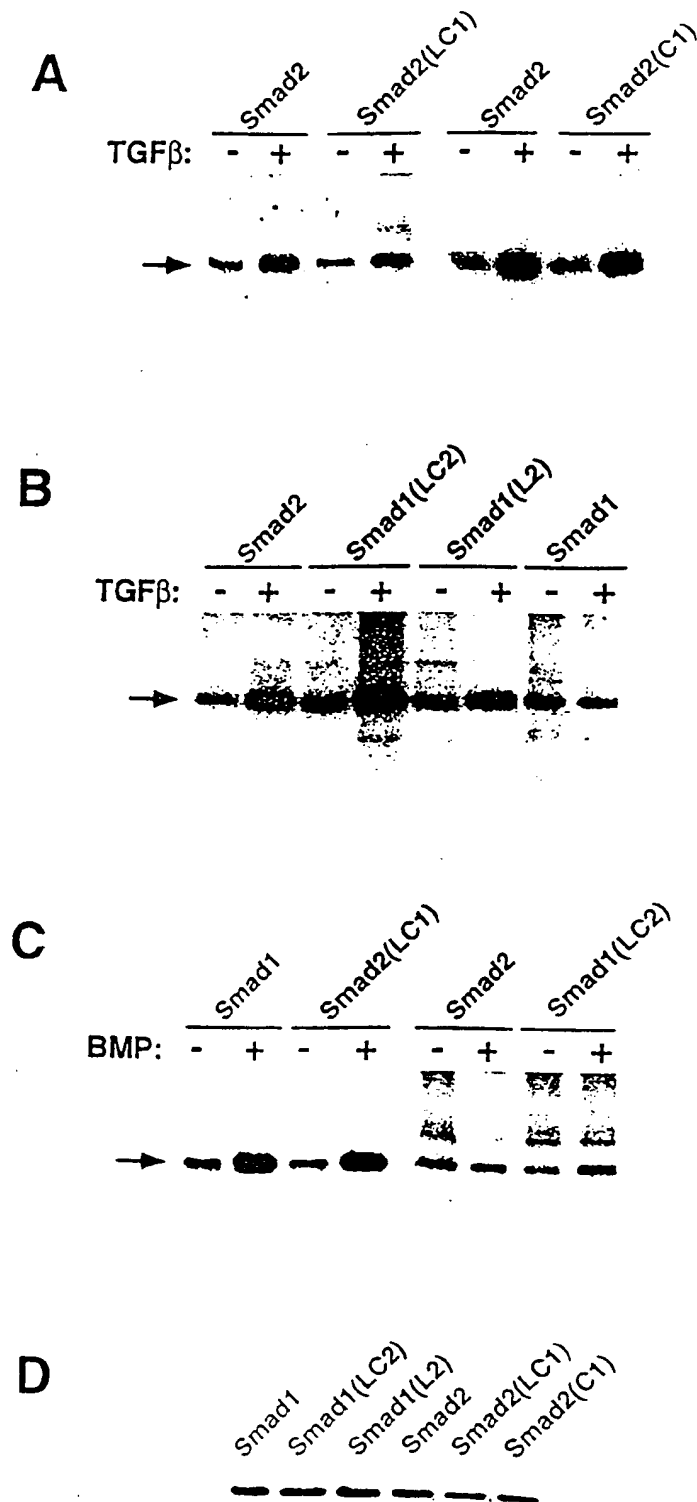 A
Smad2 Smad2(LC1) Smad2 Smad2(C1)
TGFβ: - + - + - + - +
B
Smad2 Smad1(LC2) Smad1(L2) Smad1
TGFβ: - + - + - + - +
C
Smad1 Smad2(LC1) Smad2 Smad1(LC2)
BMP: - + - + - + - +
D
Smad1 Smad1(LC2) Smad1(L2) Smad2 Smad2(LC1) Smad2(C1)